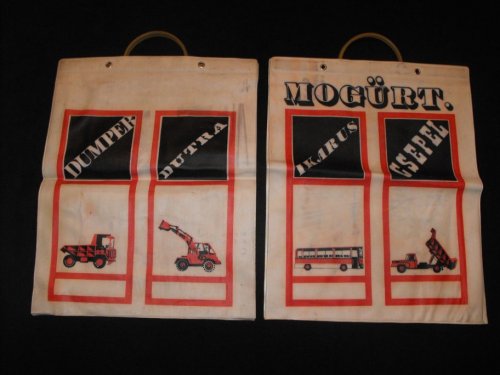 DUMPER
DUTRA
MOGÜRT.
IKARUS
CSEPEL